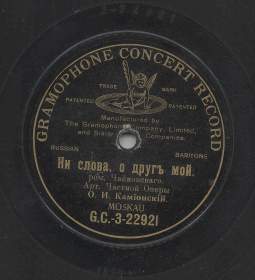 GRAMOPHONE CONCERT RECORD
TRADE MARK
PATENTED PATENTED
Manufactured by
The Gramophone Company, Limited,
and Sister Companies.
RUSSIAN BARITONE
Ни слова, о другъ мой.
ром. Чайковскаго.
Арт. Частной Оперы
О. И. Каміонскій.
MOSKAU
G.C.-3-22921